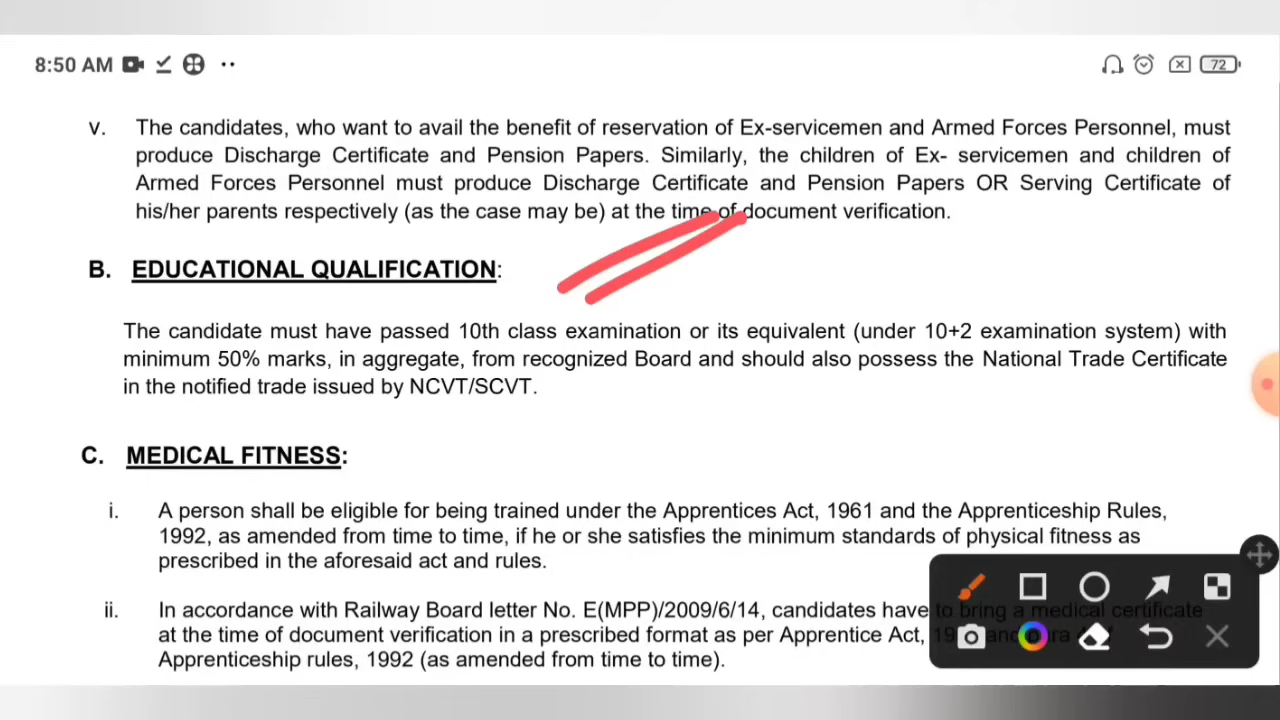 8:50 AM
72
v. The candidates, who want to avail the benefit of reservation of Ex-servicemen and Armed Forces Personnel, must
produce Discharge Certificate and Pension Papers. Similarly, the children of Ex- servicemen and children of
Armed Forces Personnel must produce Discharge Certificate and Pension Papers OR Serving Certificate of
his/her parents respectively (as the case may be) at the time of document verification.
B. EDUCATIONAL QUALIFICATION:
The candidate must have passed 10th class examination or its equivalent (under 10+2 examination system) with
minimum 50% marks, in aggregate, from recognized Board and should also possess the National Trade Certificate
in the notified trade issued by NCVT/SCVT.
C. MEDICAL FITNESS:
i. A person shall be eligible for being trained under the Apprentices Act, 1961 and the Apprenticeship Rules,
1992, as amended from time to time, if he or she satisfies the minimum standards of physical fitness as
prescribed in the aforesaid act and rules.
ii. In accordance with Railway Board letter No. E(MPP)/2009/6/14, candidates have to bring a medical certificate
at the time of document verification in a prescribed format as per Apprentice Act,
Apprenticeship rules, 1992 (as amended from time to time).